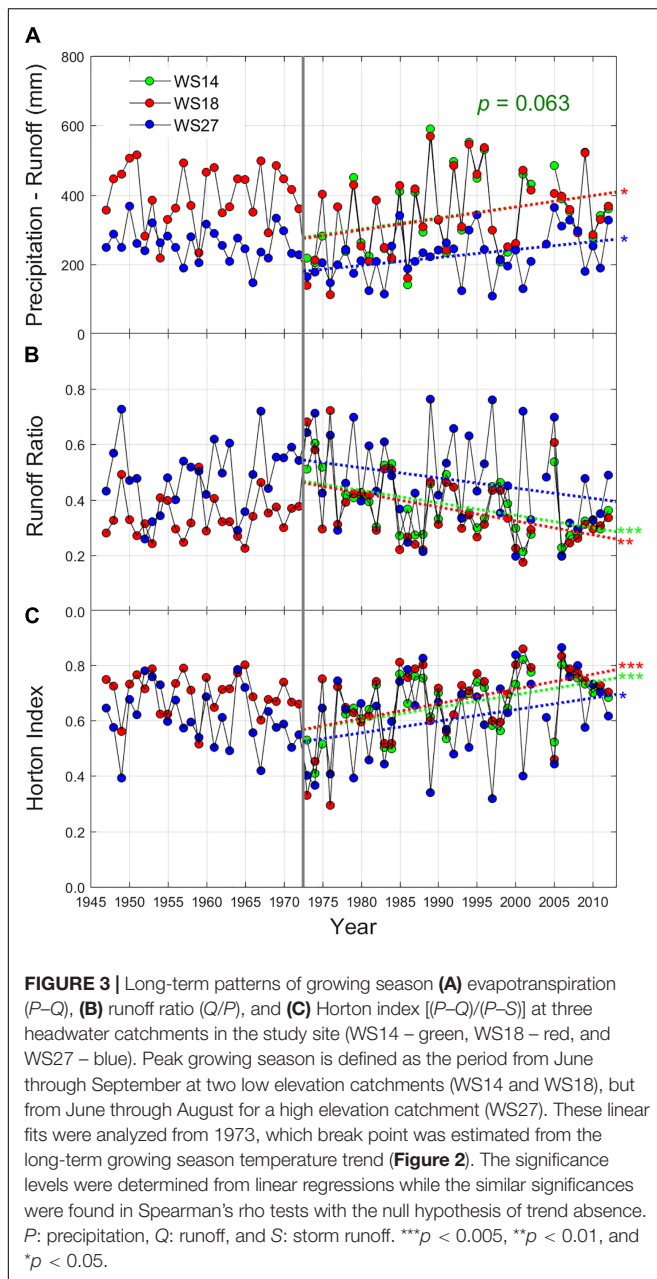 A
WS14
WS18
WS27
p = 0.063
Precipitation - Runoff (mm)
800
600
400
200
0
*
*
B
Runoff Ratio
0.8
0.6
0.4
0.2
0.0
***
**
C
Horton Index
0.8
0.6
0.4
0.2
0.0
***
***
*
1945 1950 1955 1960 1965 1970 1975 1980 1985 1990 1995 2000 2005 2010
Year
FIGURE 3 | Long-term patterns of growing season (A) evapotranspiration
(P–Q), (B) runoff ratio (Q/P), and (C) Horton index [(P–Q)/(P–S)] at three
headwater catchments in the study site (WS14 – green, WS18 – red, and
WS27 – blue). Peak growing season is defined as the period from June
through September at two low elevation catchments (WS14 and WS18), but
from June through August for a high elevation catchment (WS27). These linear
fits were analyzed from 1973, which break point was estimated from the
long-term growing season temperature trend (Figure 2). The significance
levels were determined from linear regressions while the similar significances
were found in Spearman's rho tests with the null hypothesis of trend absence.
P: precipitation, Q: runoff, and S: storm runoff. ***p < 0.005, **p < 0.01, and
*p < 0.05.